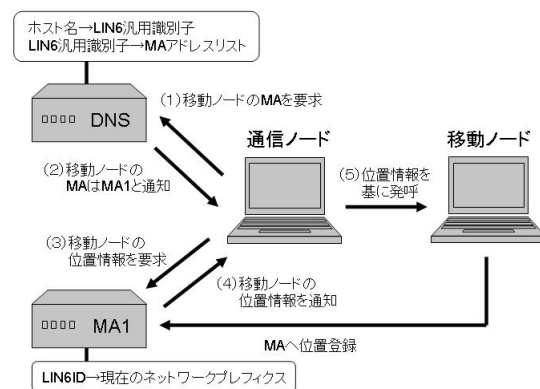 ホスト名→LIN6汎用識別子
LIN6汎用識別子→MAアドレスリスト
(1)移動ノードのMAを要求
DNS
通信ノード
移動ノード
(2)移動ノードの
MAはMA1と通知
(5)位置情報を
基に発呼
(3)移動ノードの
位置情報を要求
(4)移動ノードの
位置情報を通知
MA1
MAへ位置登録
LIN6ID→現在のネットワークプレフィクス